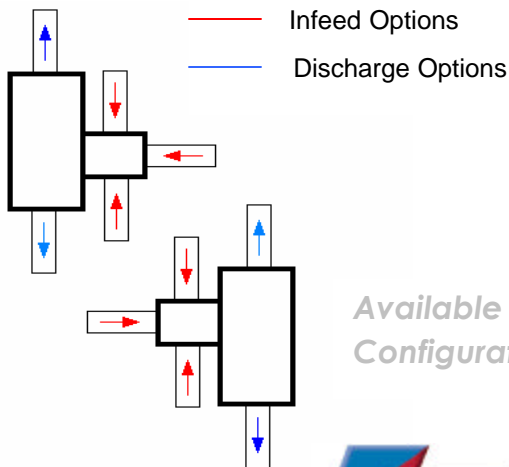 Infeed Options
Discharge Options
Available
Configurat